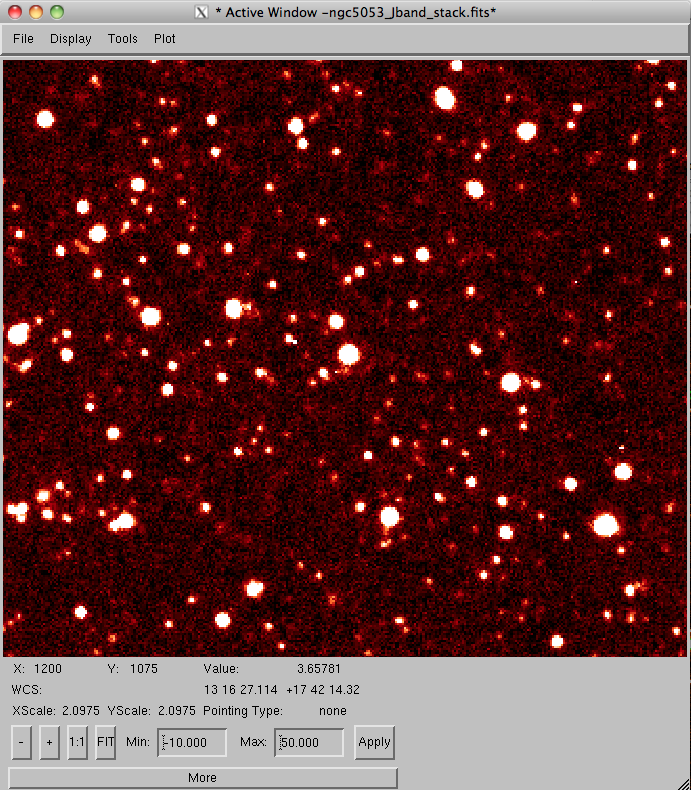 X * Active Window -ngc5053_Jband_stack.fits*
File Display Tools Plot
X: 1200 Y: 1075 Value: 3.65781
WCS: 13 16 27.114 +17 42 14.32
XScale: 2.0975 YScale: 2.0975 Pointing Type: none
- + 1:1 FIT Min: -10.000 Max: 50.000 Apply
More